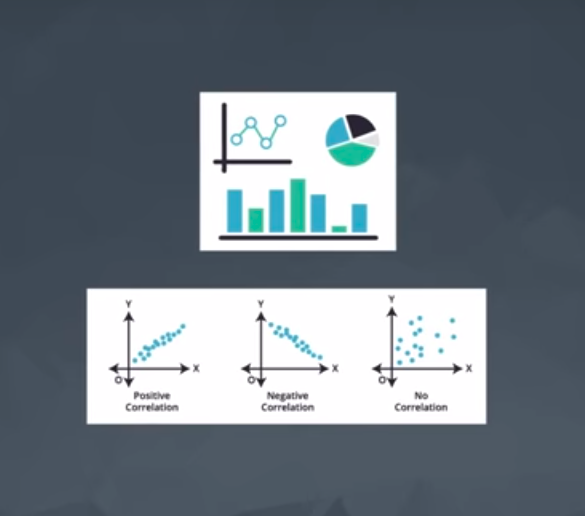 Y
X
O
Positive
Correlation
Y
X
O
Negative
Correlation
Y
X
O
No
Correlation